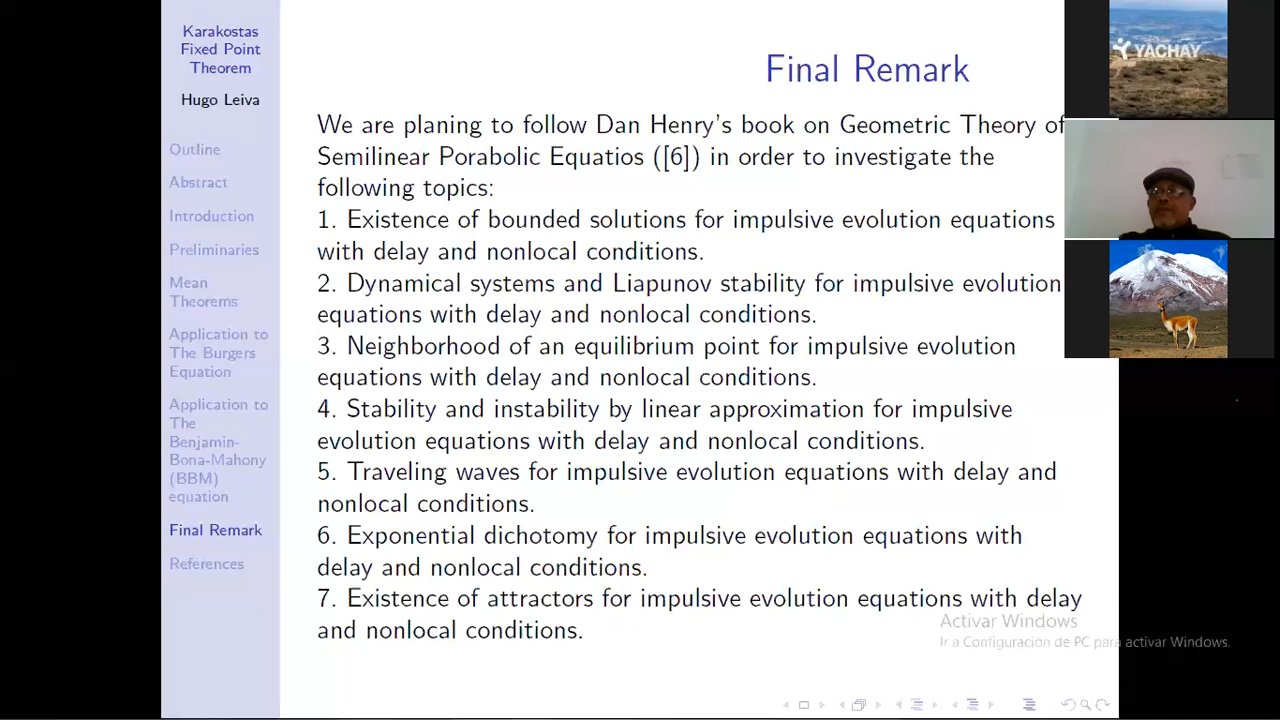 Karakostas
Fixed Point
Theorem
Hugo Leiva
Outline
Abstract
Introduction
Preliminaries
Mean
Theorems
Application to
The Burgers
Equation
Application to
The
Benjamin-
Bona-Mahony
(BBM)
equation
Final Remark
References
Final Remark
We are planing to follow Dan Henry's book on Geometric Theory of
Semilinear Porabolic Equatios ([6]) in order to investigate the
following topics:
1. Existence of bounded solutions for impulsive evolution equations
with delay and nonlocal conditions.
2. Dynamical systems and Liapunov stability for impulsive evolution
equations with delay and nonlocal conditions.
3. Neighborhood of an equilibrium point for impulsive evolution
equations with delay and nonlocal conditions.
4. Stability and instability by linear approximation for impulsive
evolution equations with delay and nonlocal conditions.
5. Traveling waves for impulsive evolution equations with delay and
nonlocal conditions.
6. Exponential dichotomy for impulsive evolution equations with
delay and nonlocal conditions.
7. Existence of attractors for impulsive evolution equations with delay
and nonlocal conditions.
YACHAY
Activar Windows
Ir a Configuración de PC para activar Windows.